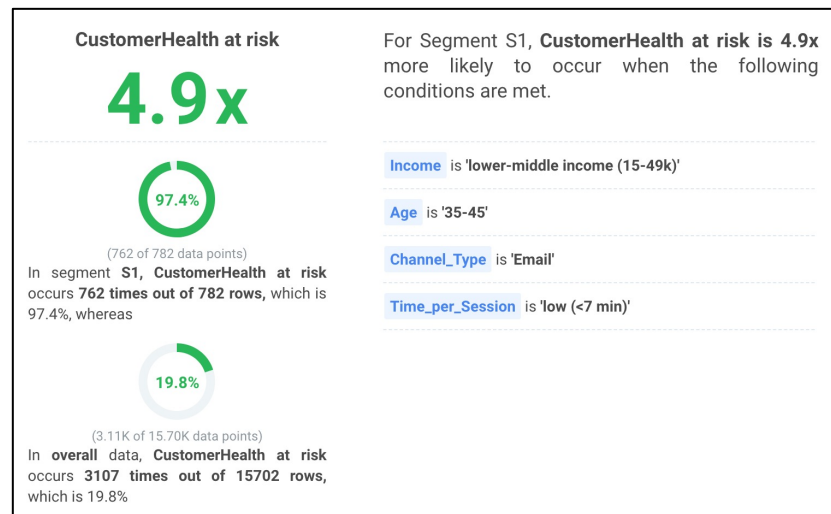 CustomerHealth at risk
4.9x
97.4%
(762 of 782 data points)
In segment S1, CustomerHealth at risk
occurs 762 times out of 782 rows, which is
97.4%, whereas
19.8%
(3.11K of 15.70K data points)
In overall data, CustomerHealth at risk
occurs 3107 times out of 15702 rows,
which is 19.8%
For Segment S1, CustomerHealth at risk is 4.9x
more likely to occur when the following
conditions are met.
Income is 'lower-middle income (15-49k)'
Age is '35-45'
Channel_Type is 'Email'
Time_per_Session is 'low (<7 min)'